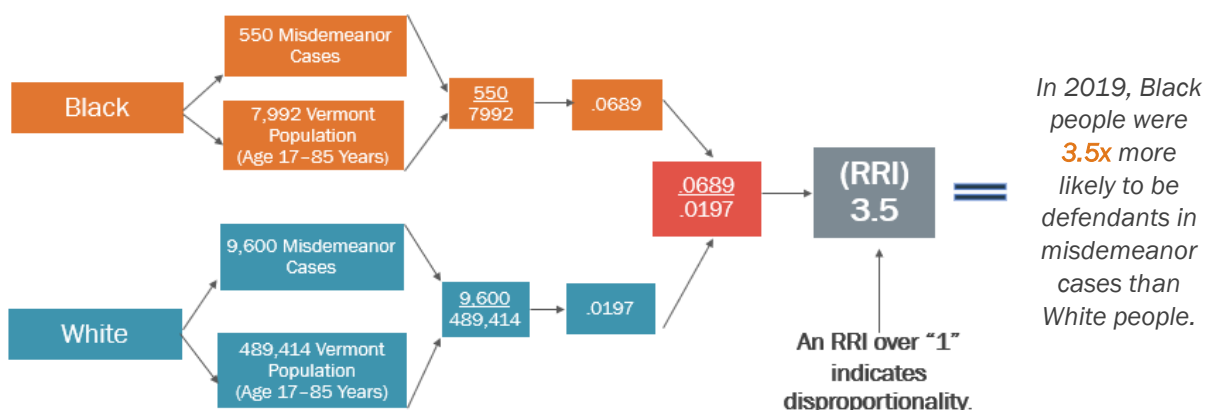 Black
550 Misdemeanor
Cases
7,992 Vermont
Population
(Age 17–85 Years)
550
7992
.0689
White
9,600 Misdemeanor
Cases
489,414 Vermont
Population
(Age 17–85 Years)
9,600
489,414
.0197
.0689
.0197
(RRI)
3.5
An RRI over “1”
indicates
disproportionality.
In 2019, Black
people were
3.5x more
likely to be
defendants in
misdemeanor
cases than
White people.